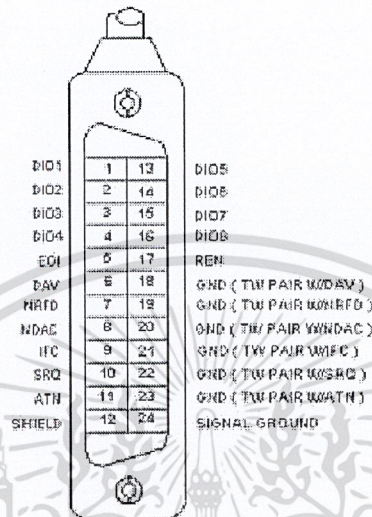 DIO1 1 13 DIO5
DIO2 2 14 DIO6
DIO3 3 15 DIO7
DIO4 4 16 DIO8
EOI 5 17 REN
DAV 6 18 GND ( TW PAIR W/DAV )
NRFD 7 19 GND ( TW PAIR W/NRFD )
NDAC 8 20 GND ( TW PAIR W/NDAC )
IFC 9 21 GND ( TW PAIR W/IFC )
SRQ 10 22 GND ( TW PAIR W/SRQ )
ATN 11 23 GND ( TW PAIR W/ATN )
SHIELD 12 24 SIGNAL GROUND